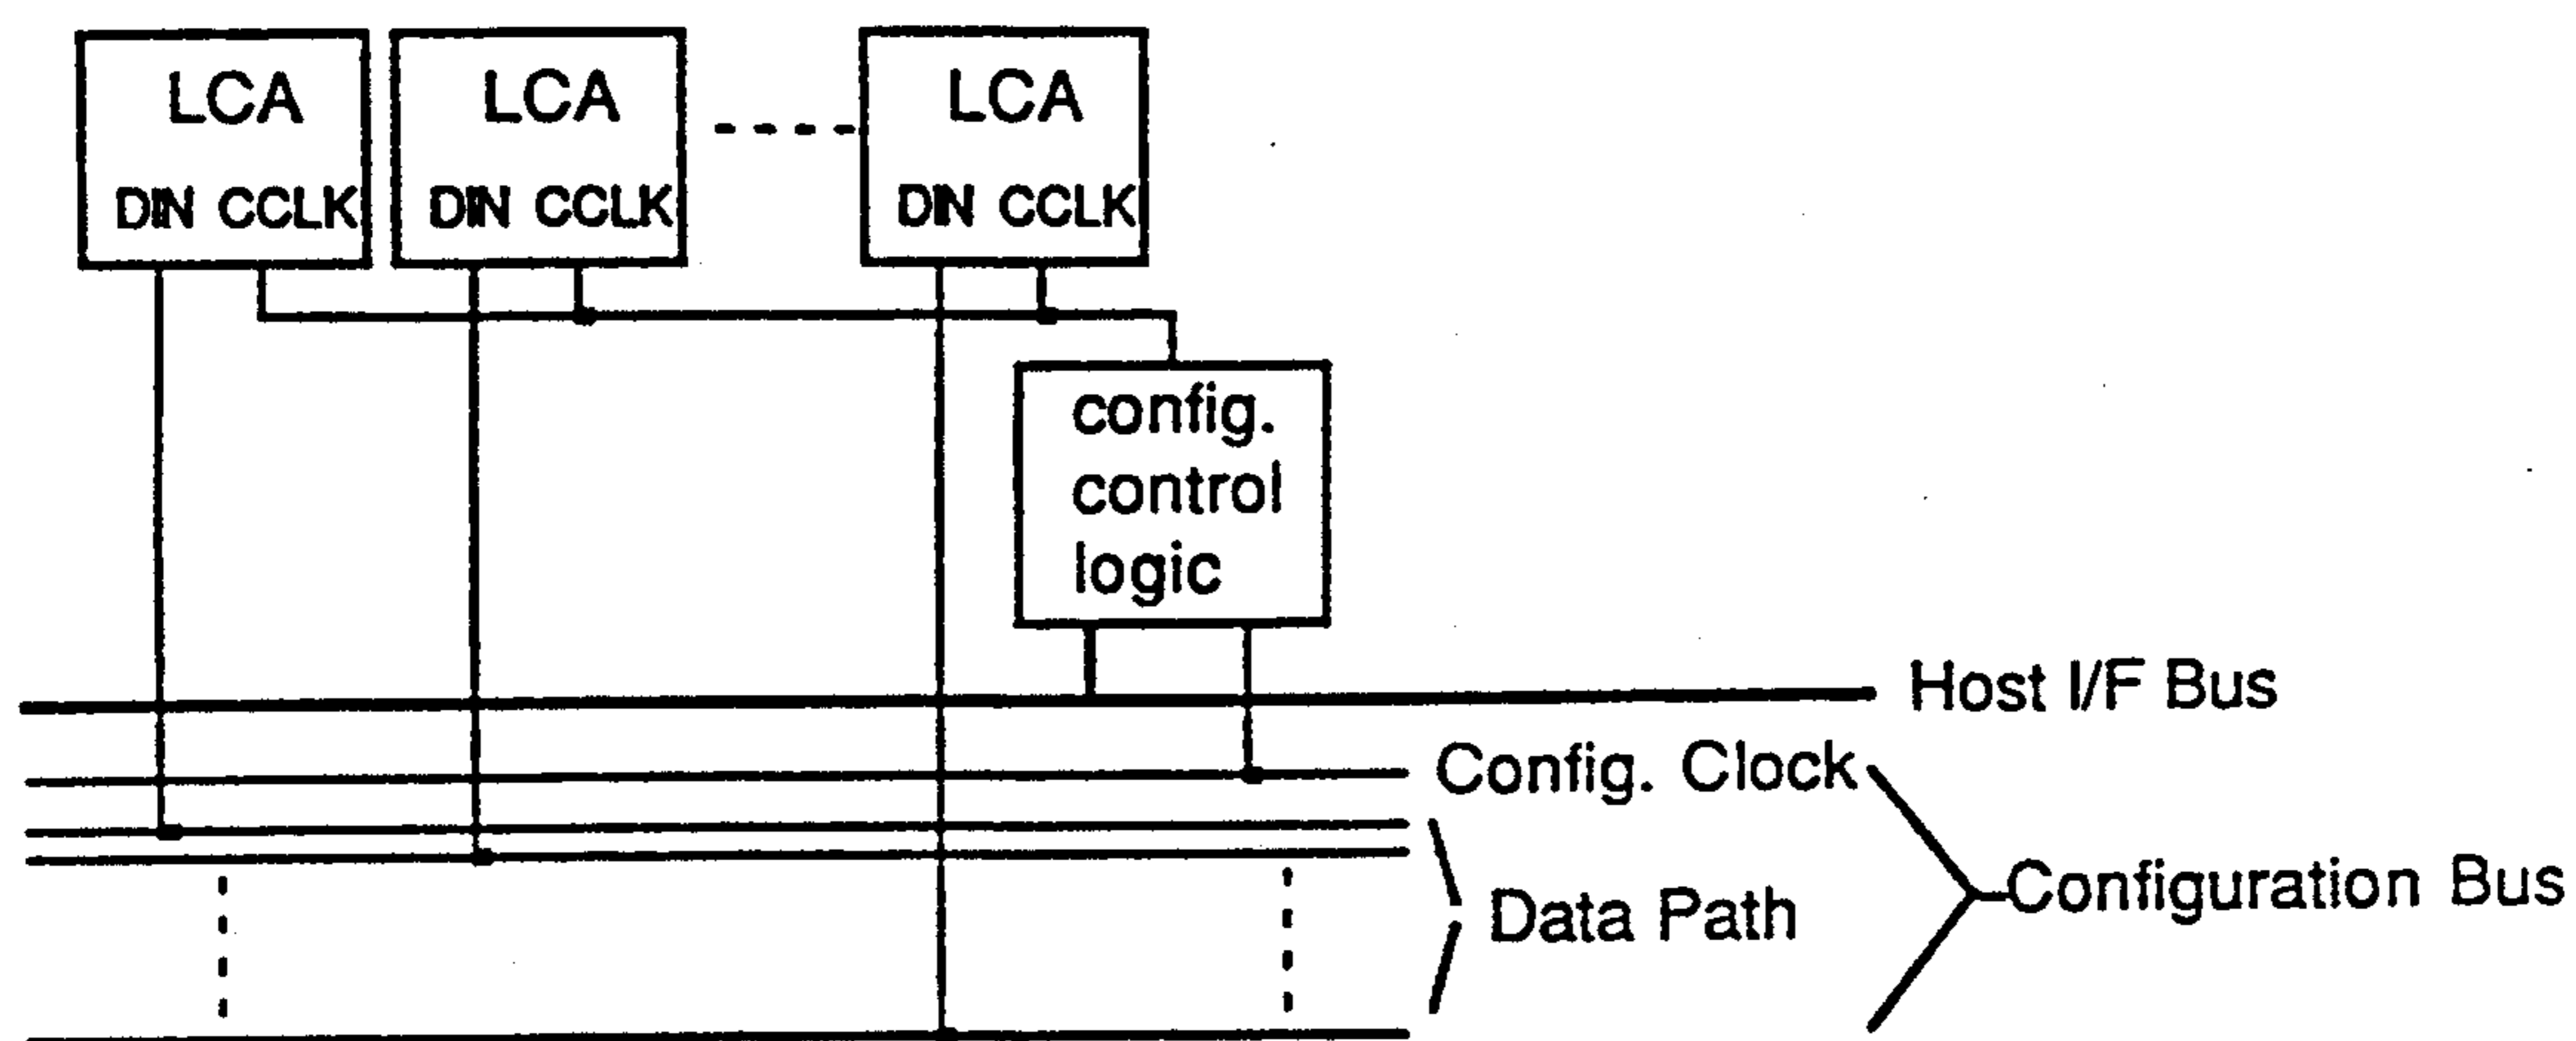 LCA
DIN CCLK
LCA
DIN CCLK
LCA
DIN CCLK
config.
control
logic
Host I/F Bus
Config. Clock
Data Path
Configuration Bus